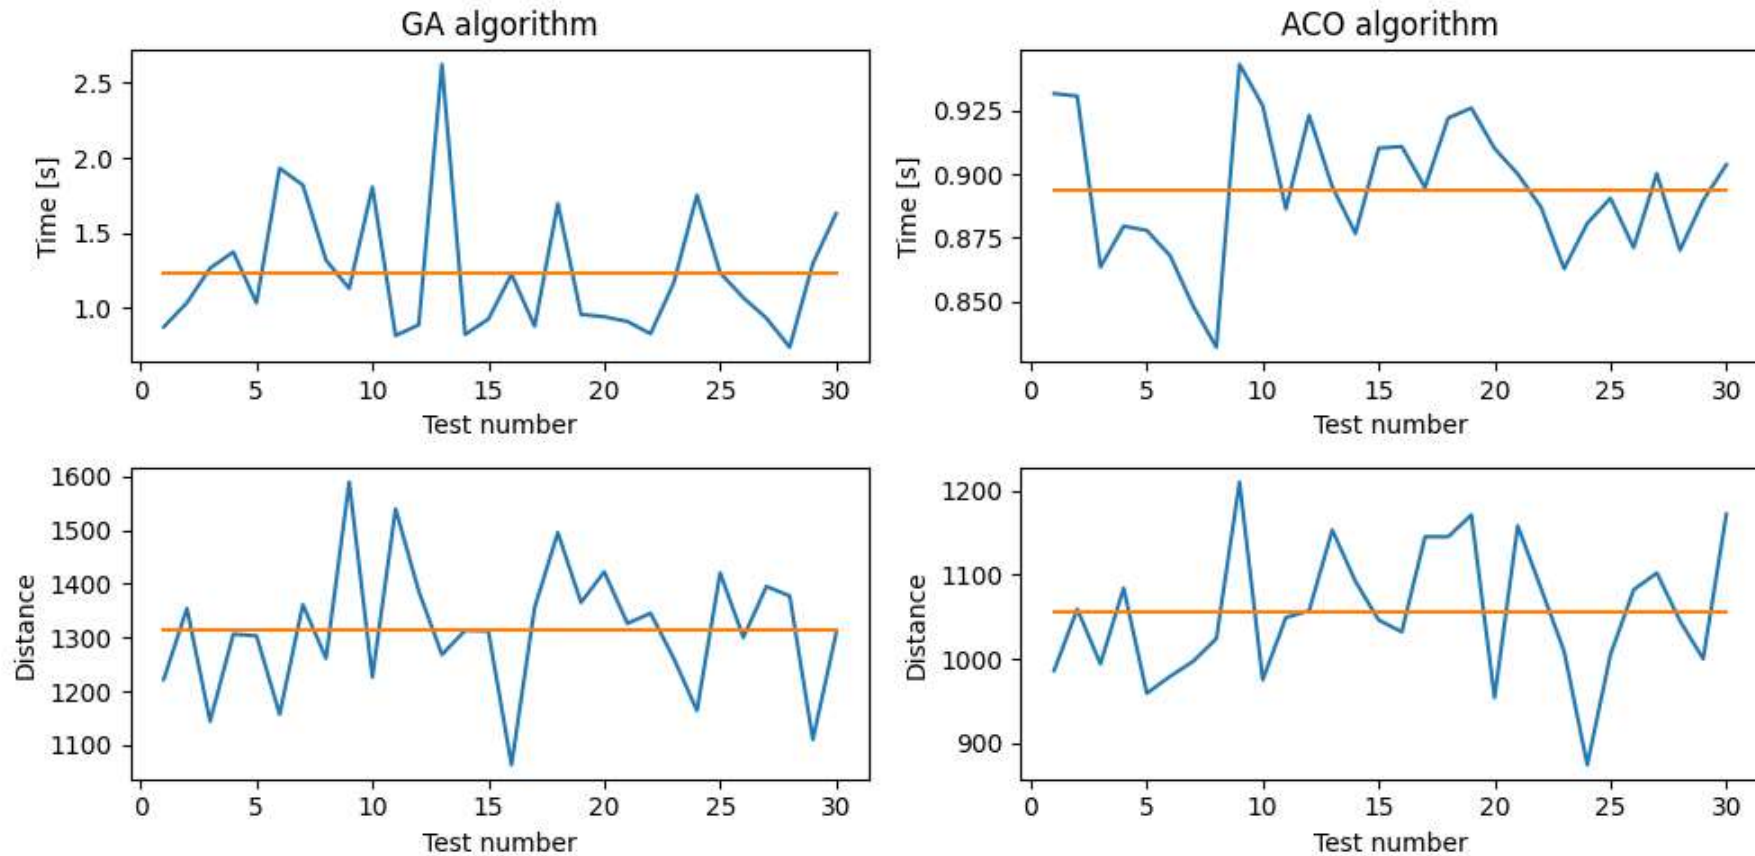 GA algorithm
2.5
2.0
1.5
1.0
Time [s]
0 5 10 15 20 25 30
Test number
ACO algorithm
0.925
0.900
0.875
0.850
Time [s]
0 5 10 15 20 25 30
Test number
1600
1500
1400
1300
1200
1100
Distance
0 5 10 15 20 25 30
Test number
1200
1100
1000
900
Distance
0 5 10 15 20 25 30
Test number